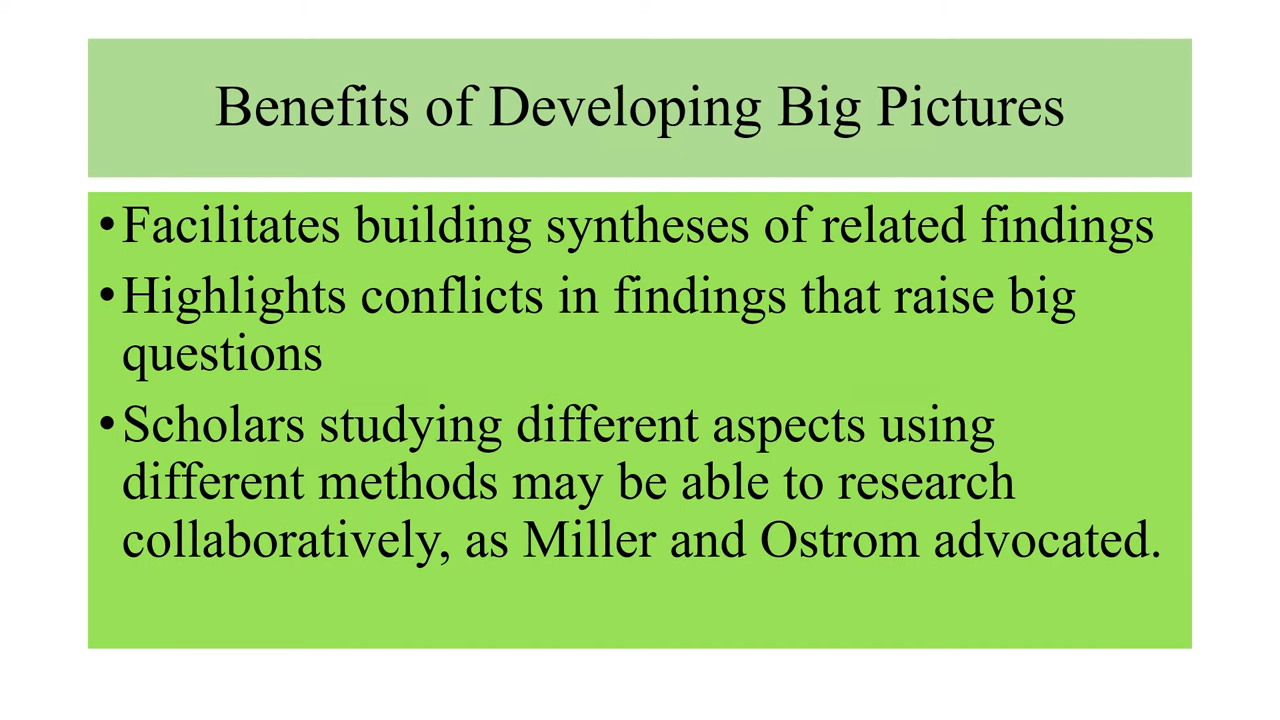 Benefits of Developing Big Pictures
•Facilitates building syntheses of related findings
•Highlights conflicts in findings that raise big
questions
•Scholars studying different aspects using
different methods may be able to research
collaboratively, as Miller and Ostrom advocated.